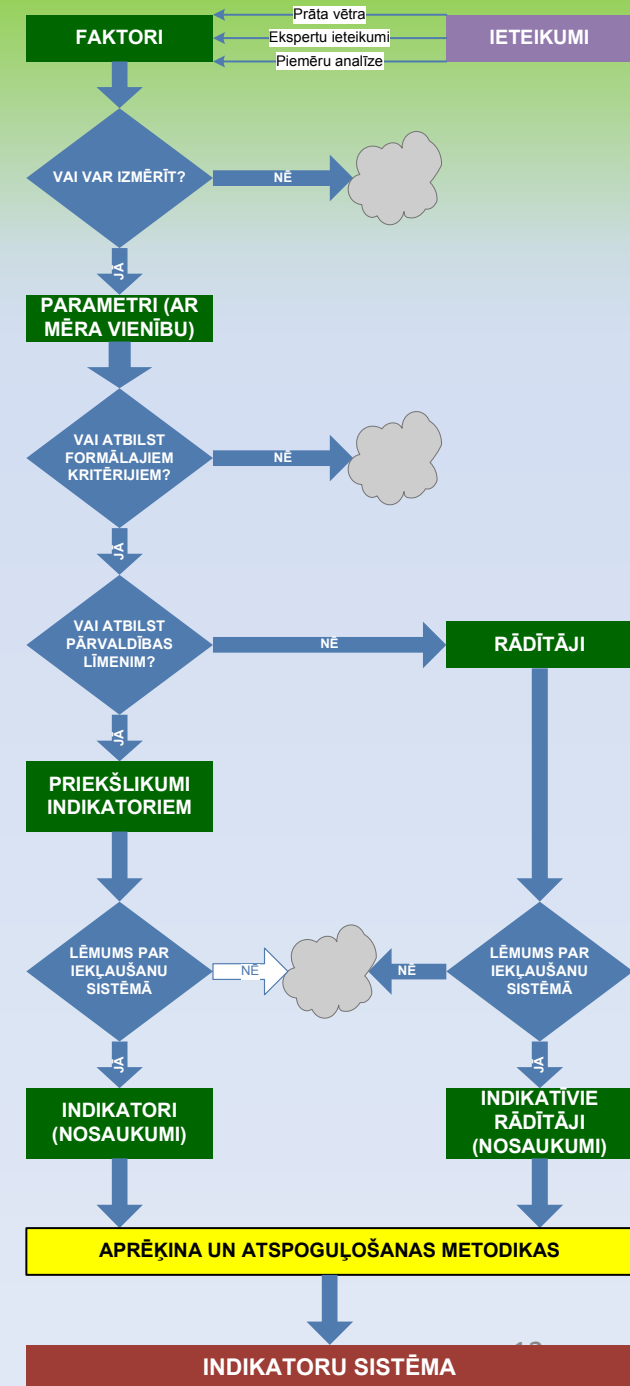 Prāta vētra
FAKTORI
Ekspertu ieteikumi
IETEIKUMI
Piemēru analīze
VAI VAR IZMĒRĪT?
NĒ
JĀ
PARAMETRI (AR
MĒRA VIENĪBU)
VAI ATBILST
FORMĀLAJIEM
KRITĒRIJIEM?
NĒ
JĀ
VAI ATBILST
PĀRVALDĪBAS
LĪMENIM?
NĒ
RĀDĪTĀJI
JĀ
PRIEKŠLIKUMI
INDIKATORIEM
LĒMUMS PAR
IEKĻAUŠANU
SISTĒMĀ
NĒ
NĒ
LĒMUMS PAR
IEKĻAUŠANU
SISTĒMĀ
JĀ
JĀ
INDIKATORI
(NOSAUKUMI)
INDIKATĪVIE
RĀDĪTĀJI
(NOSAUKUMI)
APRĒĶINA UN ATSPOGUĻOŠANAS METODIKAS
INDIKATORU SISTĒMA